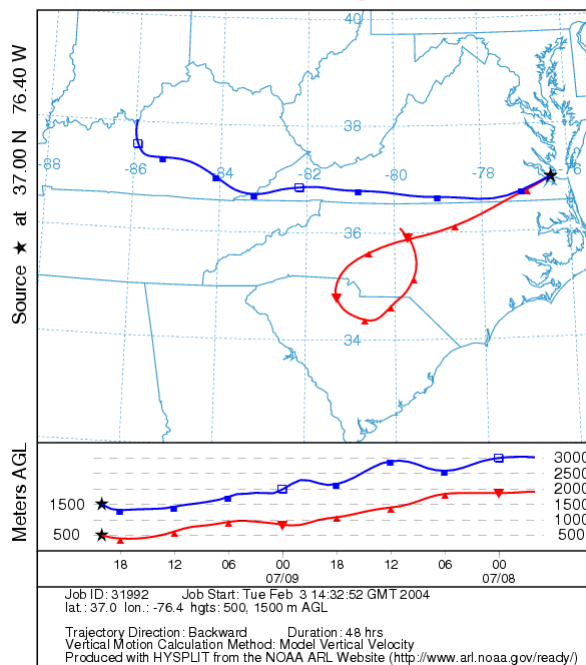 Source ★ at 37.00 N 76.40 W
40
38
-88
-86
-84
-82
-80
-78
-76
36
34
Meters AGL
1500
500
3000
2500
2000
1500
1000
500
18 12 06 00 18 12 06 00
07/09 07/08
Job ID: 31992 Job Start: Tue Feb 3 14:32:52 GMT 2004
lat.: 37.0 lon.: -76.4 hgts: 500, 1500 m AGL
Trajectory Direction: Backward Duration: 48 hrs
Vertical Motion Calculation Method: Model Vertical Velocity
Produced with HYSPLIT from the NOAA ARL Website (http://www.arl.noaa.gov/ready/)